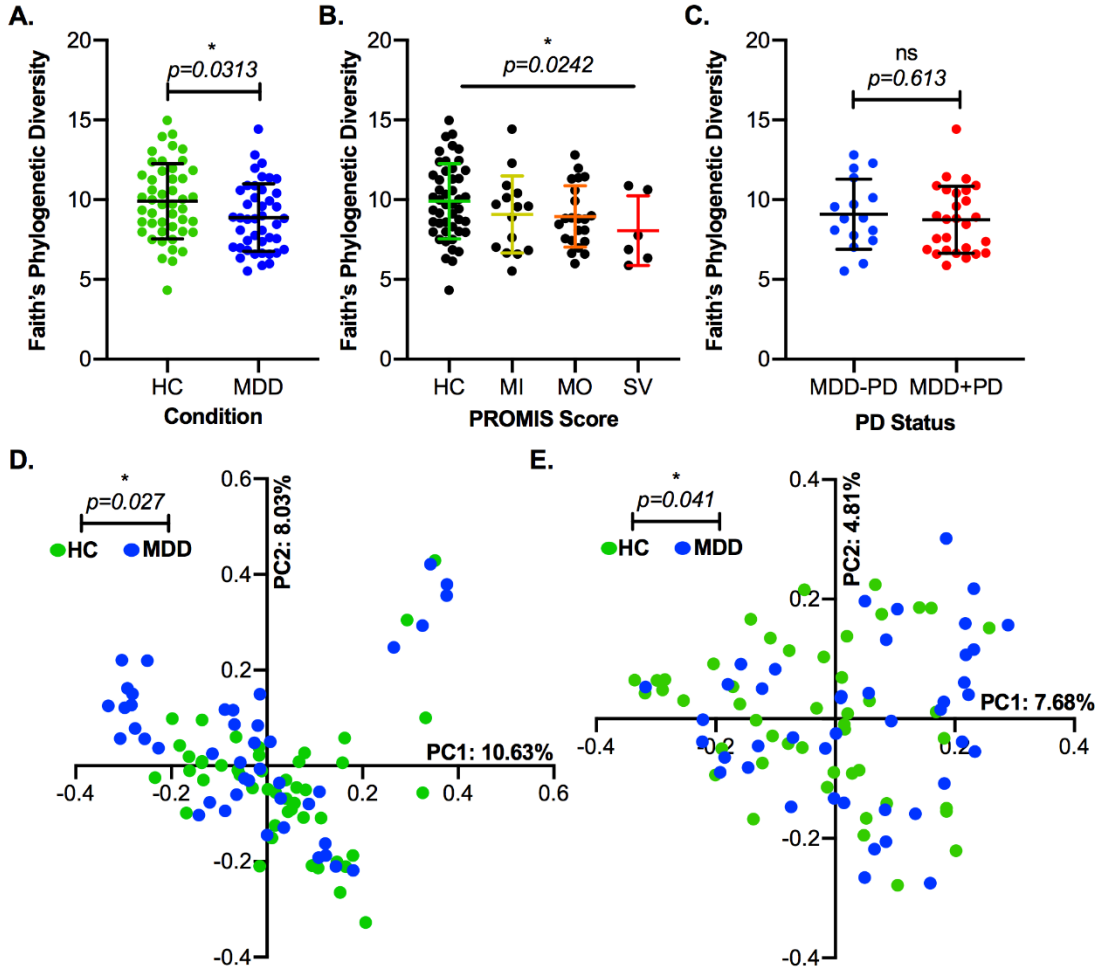 A.
Faith's Phylogenetic Diversity
20
15
10
5
0
*
p=0.0313
HC
MDD
Condition
B.
Faith's Phylogenetic Diversity
20
15
10
5
0
*
p=0.0242
HC
MI
MO
SV
PROMIS Score
C.
Faith's Phylogenetic Diversity
20
15
10
5
0
ns
p=0.613
MDD-PD
MDD+PD
PD Status
D.
*
p=0.027
HC
MDD
PC2: 8.03%
0.6
0.4
0.2
PC1: 10.63%
-0.4
-0.2
0.2
0.4
0.6
-0.2
-0.4
E.
*
p=0.041
HC
MDD
PC2: 4.81%
0.4
0.2
PC1: 7.68%
-0.4
-0.2
0.2
0.4
-0.2
-0.4